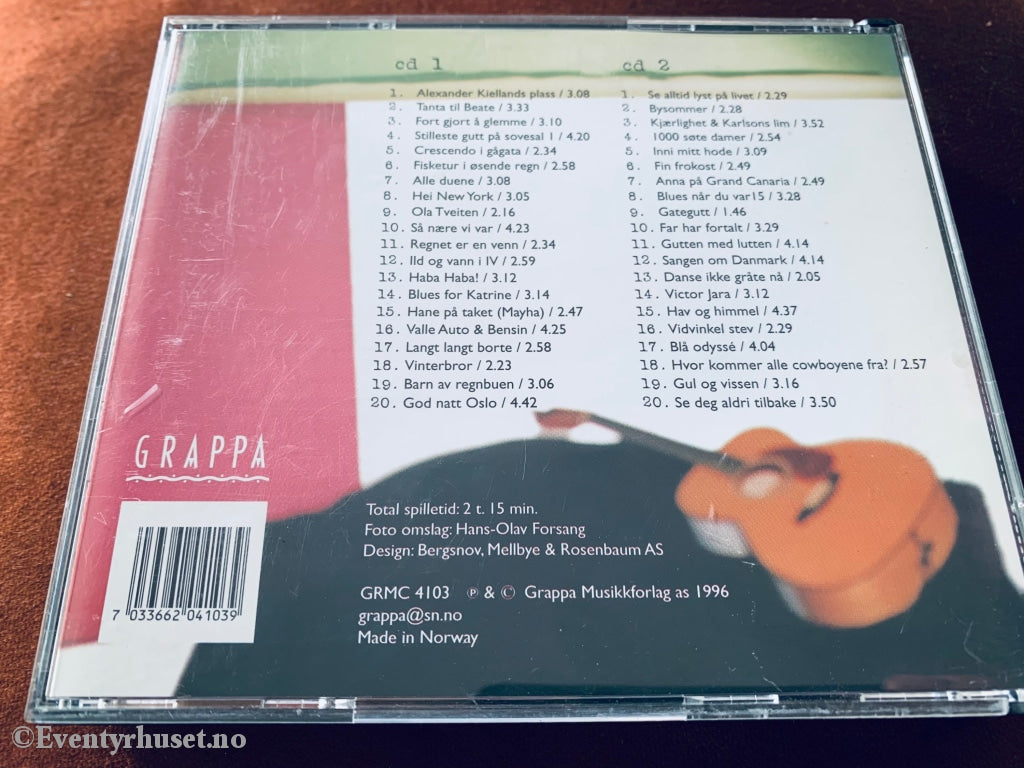 cd 1
1. Alexander Kiellands plass / 3.08
2. Tanta til Beate / 3.33
3. Fort gjort å glemme / 3.10
4. Stilleste gutt på sovesal 1 / 4.20
5. Crescendo i gågata / 2.34
6. Fisketur i øsende regn / 2.58
7. Alle duene / 3.08
8. Hei New York / 3.05
9. Ola Tveiten / 2.16
10. Så nære vi var / 4.23
11. Regnet er en venn / 2.34
12. Ild og vann i IV / 2.59
13. Haba Haba! / 3.12
14. Blues for Katrine / 3.14
15. Hane på taket (Mayha) / 2.47
16. Valle Auto & Bensin / 4.25
17. Langt langt borte / 2.58
18. Vinterbror / 2.23
19. Barn av regnbuen / 3.06
20. God natt Oslo / 4.42
cd 2
1. Se alltid lyst på livet / 2.29
2. Bysommer / 2.28
3. Kjærlighet & Karlsons lim / 3.52
4. 1000 søte damer / 2.54
5. Inni mitt hode / 3.09
6. Fin frokost / 2.49
7. Anna på Grand Canaria / 2.49
8. Blues når du var15 / 3.28
9. Gategutt / 1.46
10. Far har fortalt / 3.29
11. Gutten med lutten / 4.14
12. Sangen om Danmark / 4.14
13. Danse ikke gråte nå / 2.05
14. Victor Jara / 3.12
15. Hav og himmel / 4.37
16. Vidvinkel stev / 2.29
17. Blå odyssé / 4.04
18. Hvor kommer alle cowboyene fra? / 2.57
19. Gul og vissen / 3.16
20. Se deg aldri tilbake / 3.50
GRAPPA
7 033662 041039
Total spilletid: 2 t. 15 min.
Foto omslag: Hans-Olav Forsang
Design: Bergsnov, Mellbye & Rosenbaum AS
GRMC 4103 ℗ & © Grappa Musikkforlag as 1996
grappa@sn.no
Made in Norway
©Eventyrhuset.no